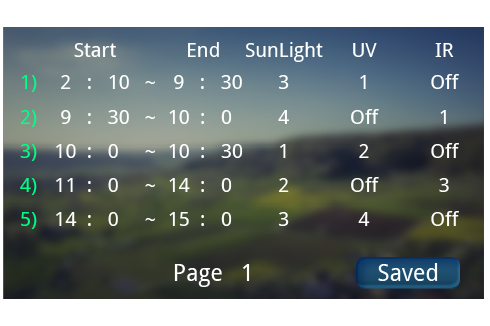 Start End SunLight UV IR
1) 2 : 10 ~ 9 : 30 3 1 Off
2) 9 : 30 ~ 10 : 0 4 Off 1
3) 10 : 0 ~ 10 : 30 1 2 Off
4) 11 : 0 ~ 14 : 0 2 Off 3
5) 14 : 0 ~ 15 : 0 3 4 Off
Page 1 Saved